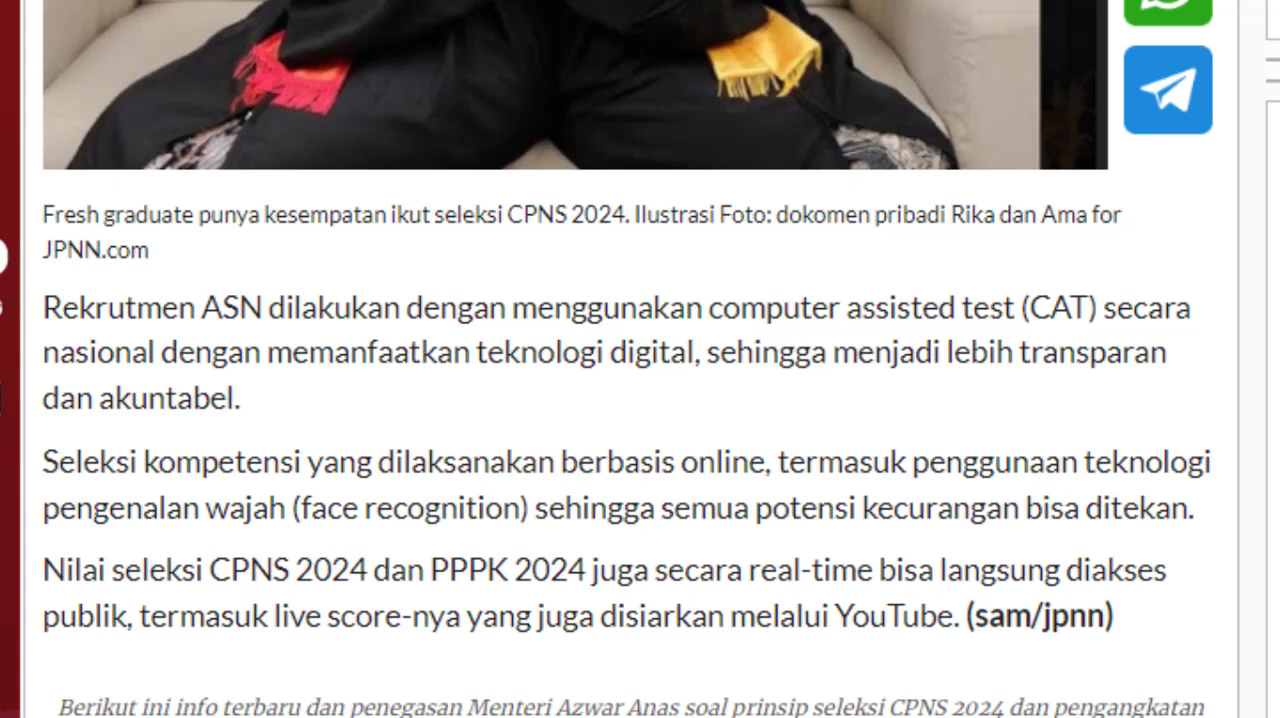 Fresh graduate punya kesempatan ikut seleksi CPNS 2024. Ilustrasi Foto: dokomen pribadi Rika dan Ama for
JPNN.com
Rekrutmen ASN dilakukan dengan menggunakan computer assisted test (CAT) secara
nasional dengan memanfaatkan teknologi digital, sehingga menjadi lebih transparan
dan akuntabel.
Seleksi kompetensi yang dilaksanakan berbasis online, termasuk penggunaan teknologi
pengenalan wajah (face recognition) sehingga semua potensi kecurangan bisa ditekan.
Nilai seleksi CPNS 2024 dan PPPK 2024 juga secara real-time bisa langsung diakses
publik, termasuk live score-nya yang juga disiarkan melalui YouTube. (sam/jpnn)
Berikut ini info terbaru dan penegasan Menteri Azwar Anas soal prinsip seleksi CPNS 2024 dan pengangkatan